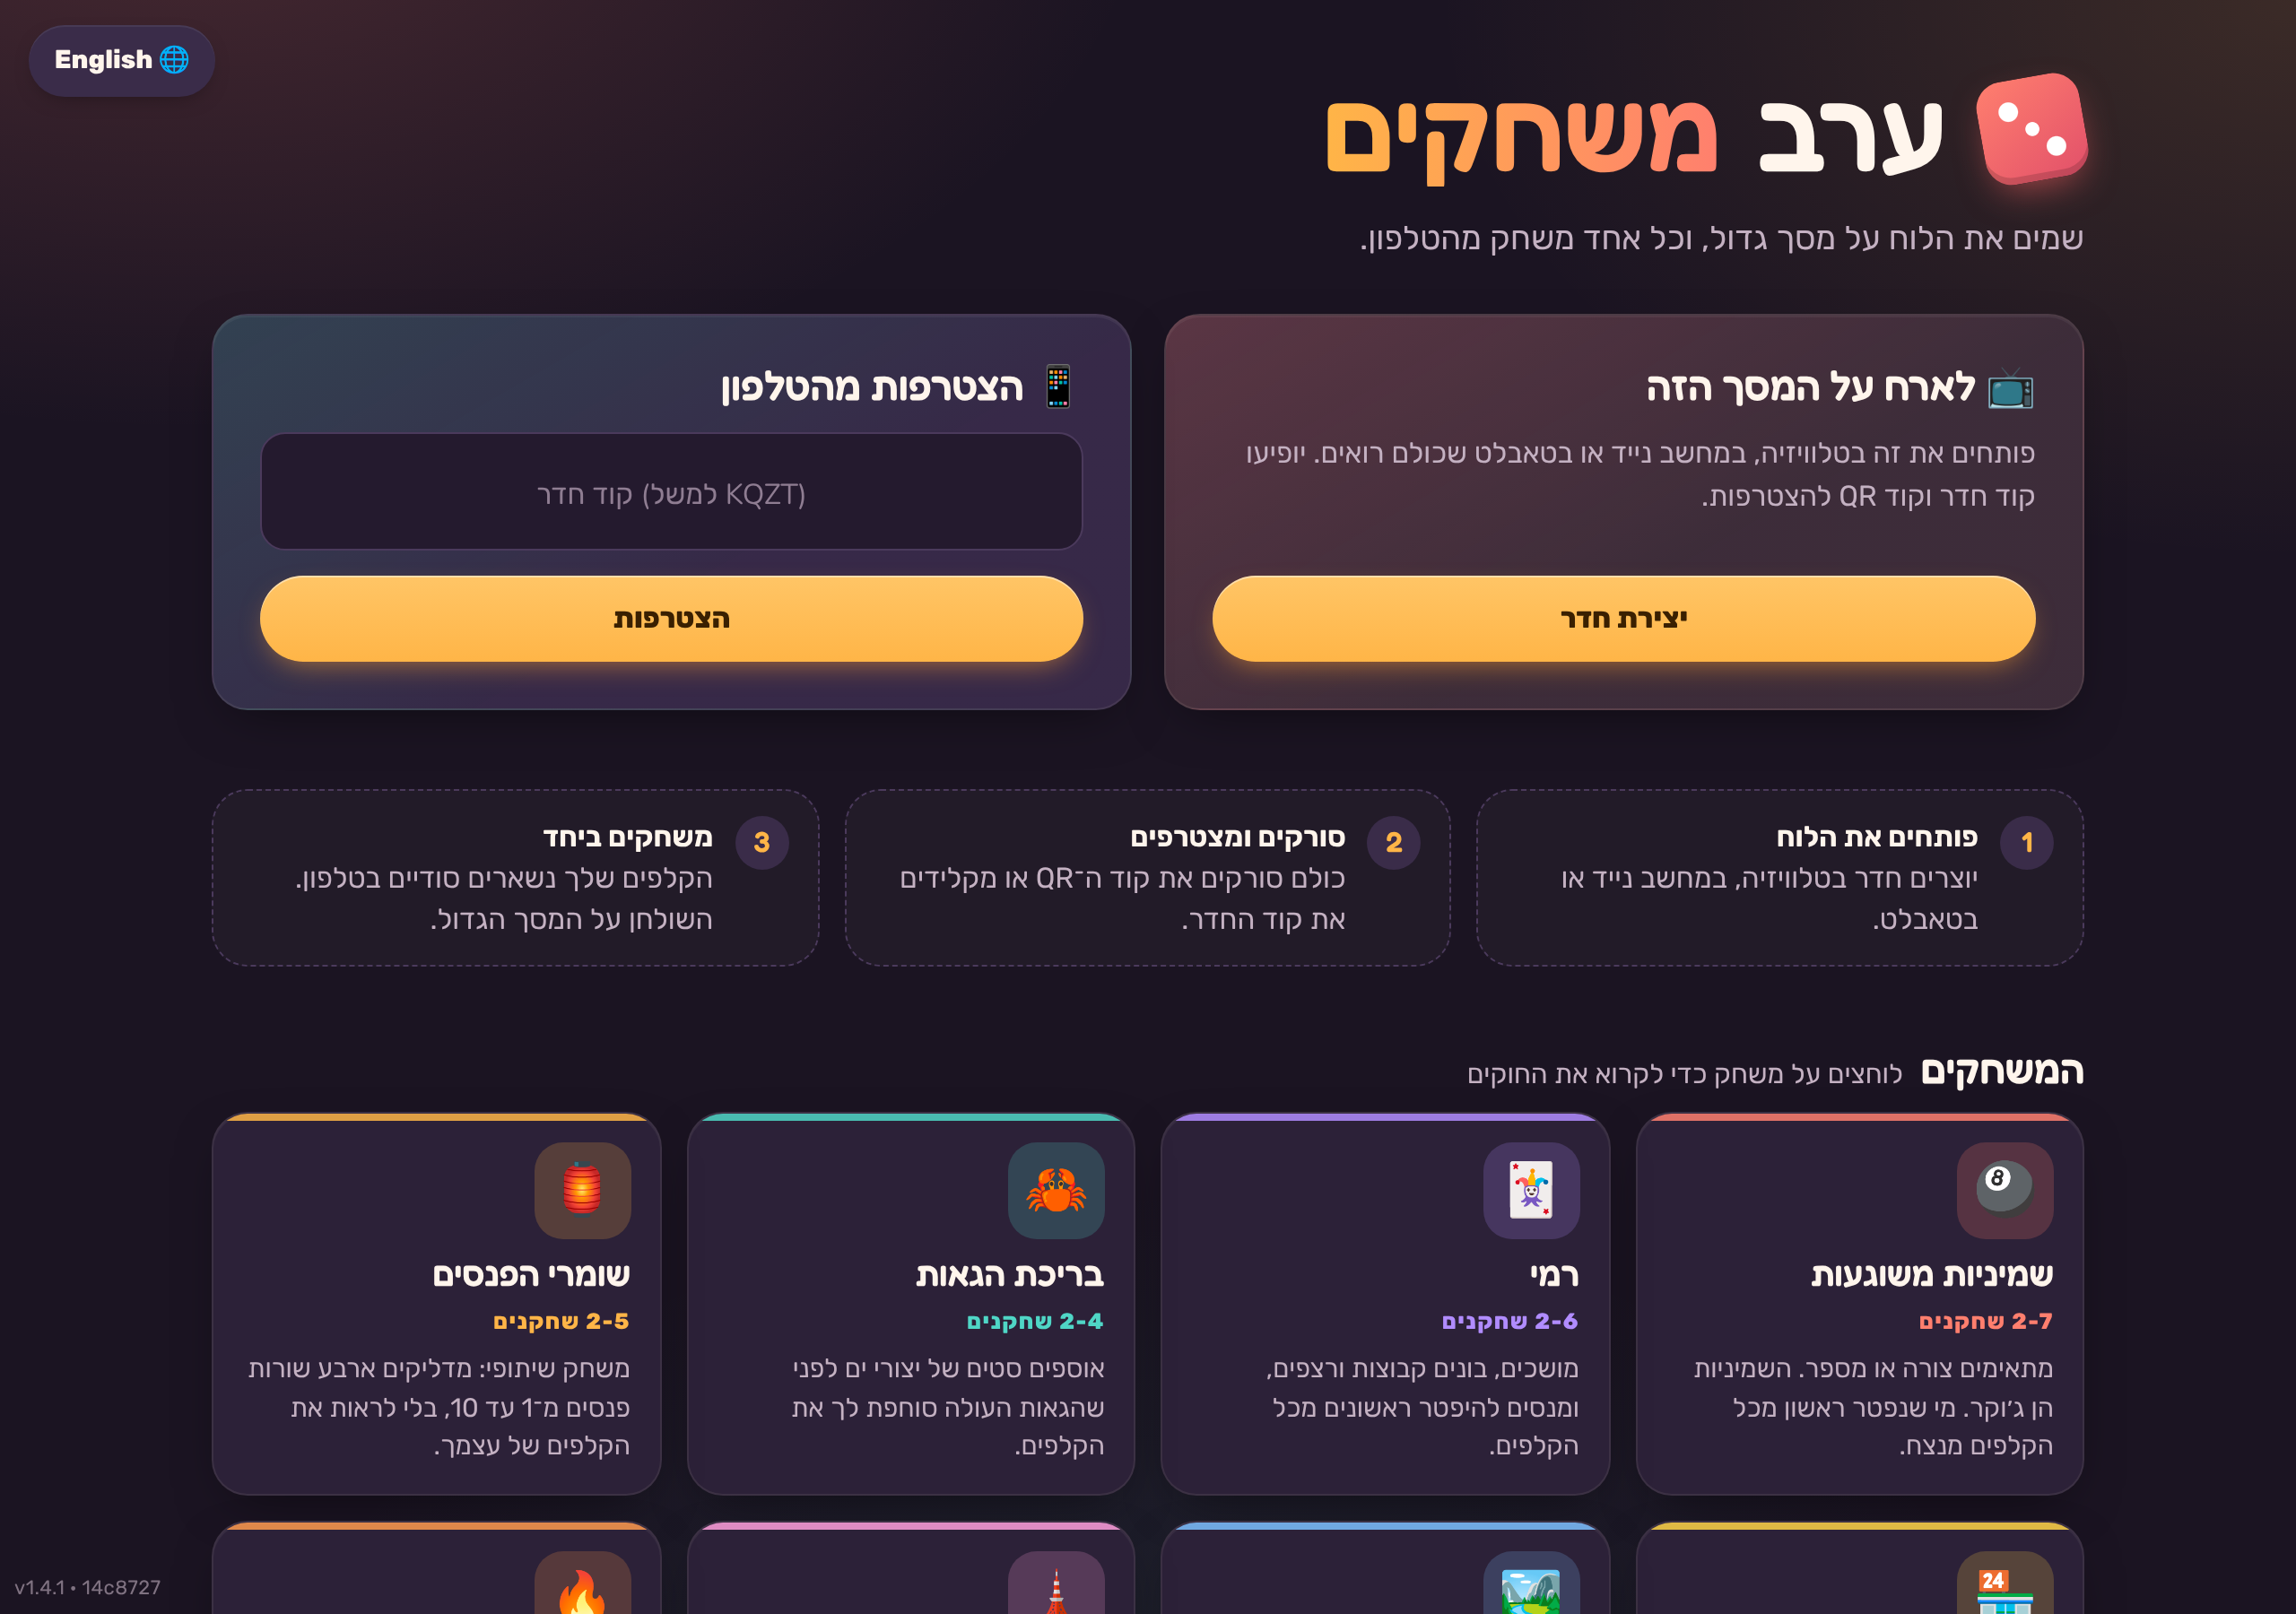 English
ערב משחקים
שמים את הלוח על מסך גדול, וכל אחד משחק מהטלפון.
לארח על המסך הזה
פותחים את זה בטלוויזיה, במחשב נייד או בטאבלט שכולם רואים. יופיעו
קוד חדר וקוד QR להצטרפות.
יצירת חדר
הצטרפות מהטלפון
קוד חדר (למשל KQZT)
הצטרפות
1
פותחים את הלוח
יוצרים חדר בטלוויזיה, במחשב נייד או
בטאבלט.
2
סורקים ומצטרפים
כולם סורקים את קוד ה־QR או מקלידים
את קוד החדר.
3
משחקים ביחד
הקלפים שלך נשארים סודיים בטלפון.
השולחן על המסך הגדול.
המשחקים לוחצים על משחק כדי לקרוא את החוקים
8
שמיניות משוגעות
2-7 שחקנים
מתאימים צורה או מספר. השמיניות
הן ג׳וקר. מי שנפטר ראשון מכל
הקלפים מנצח.
רמי
2-6 שחקנים
מושכים, בונים קבוצות ורצפים,
ומנסים להיפטר ראשונים מכל
הקלפים.
בריכת הגאות
2-4 שחקנים
אוספים סטים של יצורי ים לפני
שהגאות העולה סוחפת לך את
הקלפים.
שומרי הפנסים
2-5 שחקנים
משחק שיתופי: מדליקים ארבע שורות
פנסים מ־1 עד 10, בלי לראות את
הקלפים של עצמך.
24
v1.4.1 • 14c8727